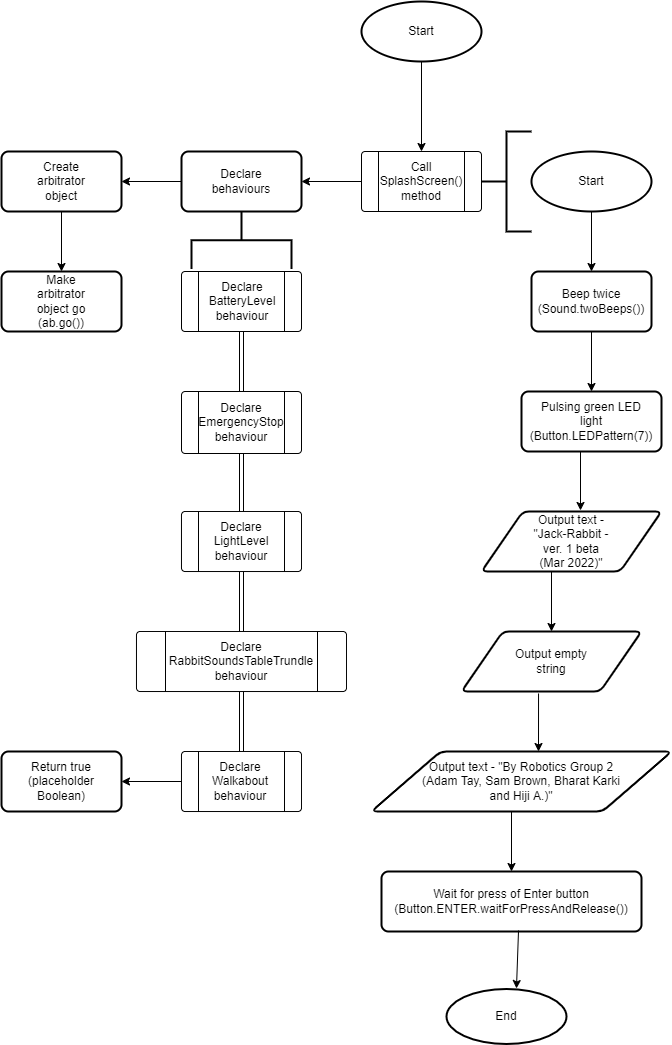 Start
Create
arbitrator
object
Declare
behaviours
Call
SplashScreen()
method
Start
Make
arbitrator
object go
(ab.go())
Declare
BatteryLevel
behaviour
Beep twice
(Sound.twoBeeps())
Declare
EmergencyStop
behaviour
Pulsing green LED
light
(Button.LEDPattern(7))
Declare
LightLevel
behaviour
Output text -
"Jack-Rabbit -
ver. 1 beta
(Mar 2022)"
Declare
RabbitSoundsTableTrundle
behaviour
Output empty
string
Return true
(placeholder
Boolean)
Declare
Walkabout
behaviour
Output text - "By Robotics Group 2
(Adam Tay, Sam Brown, Bharat Karki
and Hiji A.)"
Wait for press of Enter button
(Button.ENTER.waitForPressAndRelease())
End